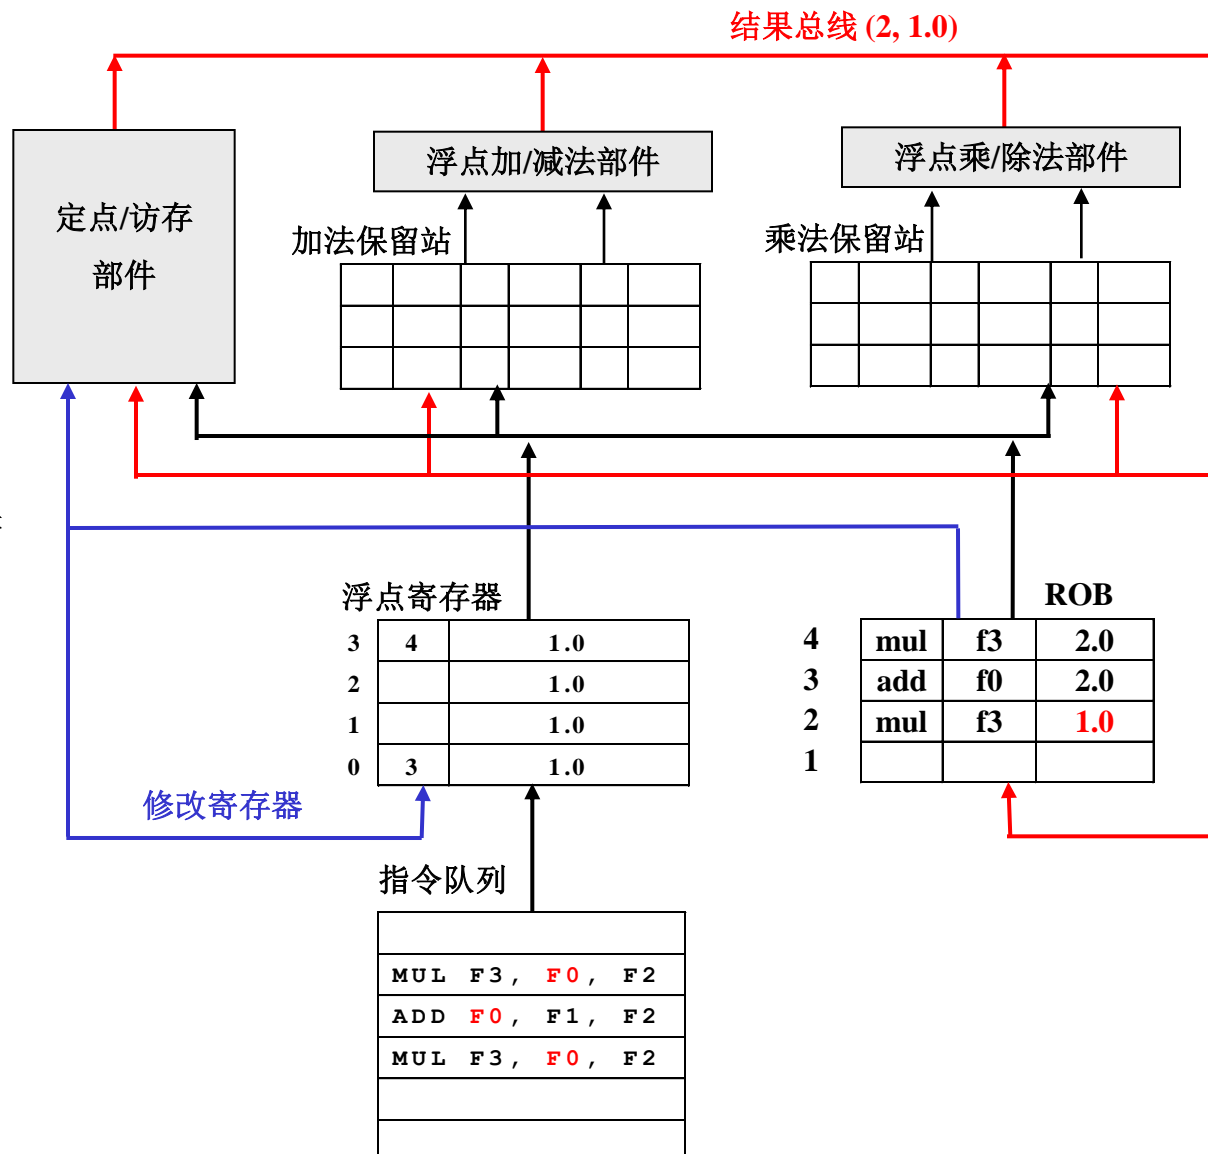 结果总线 (2, 1.0)
定点/访存
部件
浮点加/减法部件
浮点乘/除法部件
加法保留站
乘法保留站
浮点寄存器
3 4 1.0
2 1.0
1 1.0
0 3 1.0
ROB
4 mul f3 2.0
3 add f0 2.0
2 mul f3 1.0
1
修改寄存器
指令队列
MUL F3, F0, F2
ADD F0, F1, F2
MUL F3, F0, F2